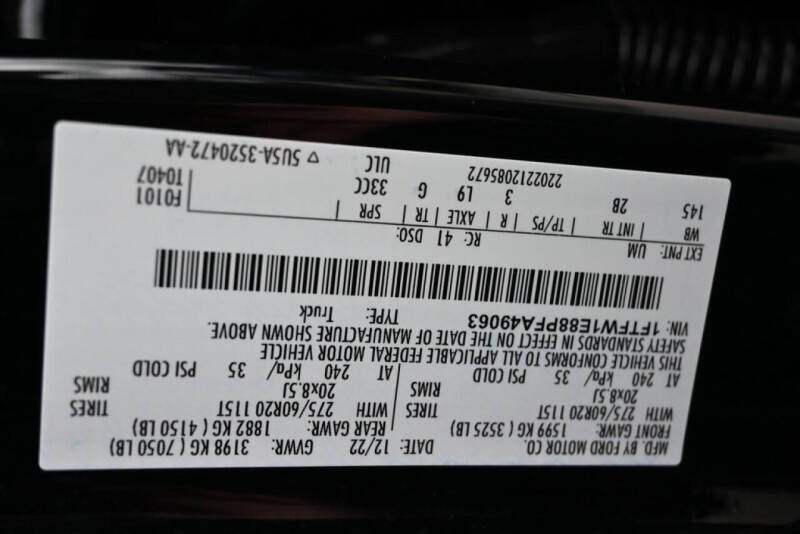 MFD. BY FORD MOTOR CO.
DATE: 12/22 GVWR: 3198 KG ( 7050 LB)
FRONT GAWR: REAR GAWR:
1599 KG ( 3525 LB) 1882 KG ( 4150 LB)
WITH 275/60R20 115T TIRES WITH 275/60R20 115T TIRES
20x8.5J RIMS 20x8.5J RIMS
AT 240 kPa/ 35 PSI COLD AT 240 kPa/ 35 PSI COLD
THIS VEHICLE CONFORMS TO ALL APPLICABLE FEDERAL MOTOR VEHICLE
SAFETY STANDARDS IN EFFECT ON THE DATE OF MANUFACTURE SHOWN ABOVE.
VIN: 1FTFW1E88PFA49063 TYPE: Truck
EXT PNT: UM RC: 41 DSO:
WB | INT TR | TP/PS | R | AXLE | TR | SPR F0101
145 2B 3 L9 G 33CC T0407
ULC
2202212085672 ▽ 5U5A-3520472-AA